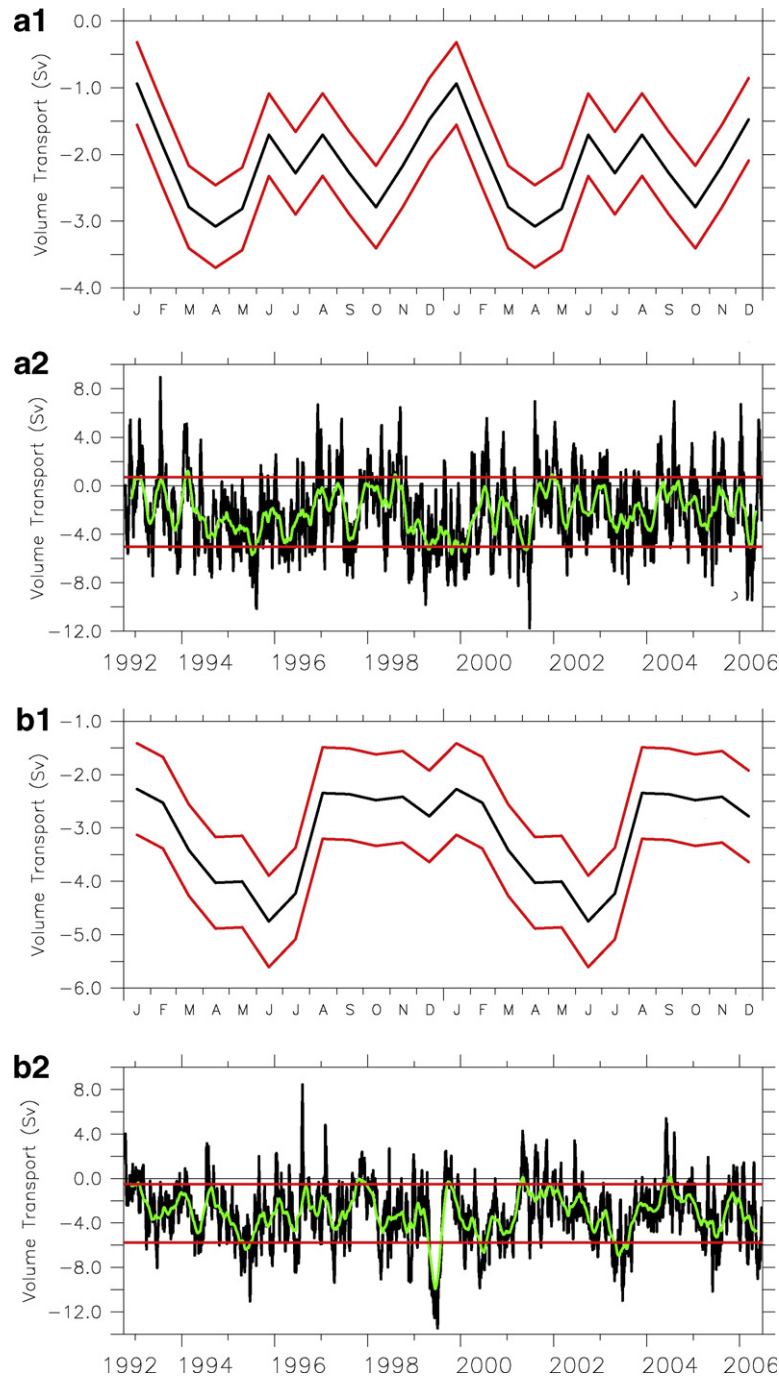 a1
0.0
-1.0
-2.0
-3.0
-4.0
Volume Transport (Sv)
J F M A M J J A S O N D J F M A M J J A S O N D
a2
8.0
4.0
0.0
-4.0
-8.0
-12.0
Volume Transport (Sv)
1992 1994 1996 1998 2000 2002 2004 2006
b1
-1.0
-2.0
-3.0
-4.0
-5.0
-6.0
Volume Transport (Sv)
J F M A M J J A S O N D J F M A M J J A S O N D
b2
8.0
4.0
0.0
-4.0
-8.0
-12.0
Volume Transport (Sv)
1992 1994 1996 1998 2000 2002 2004 2006